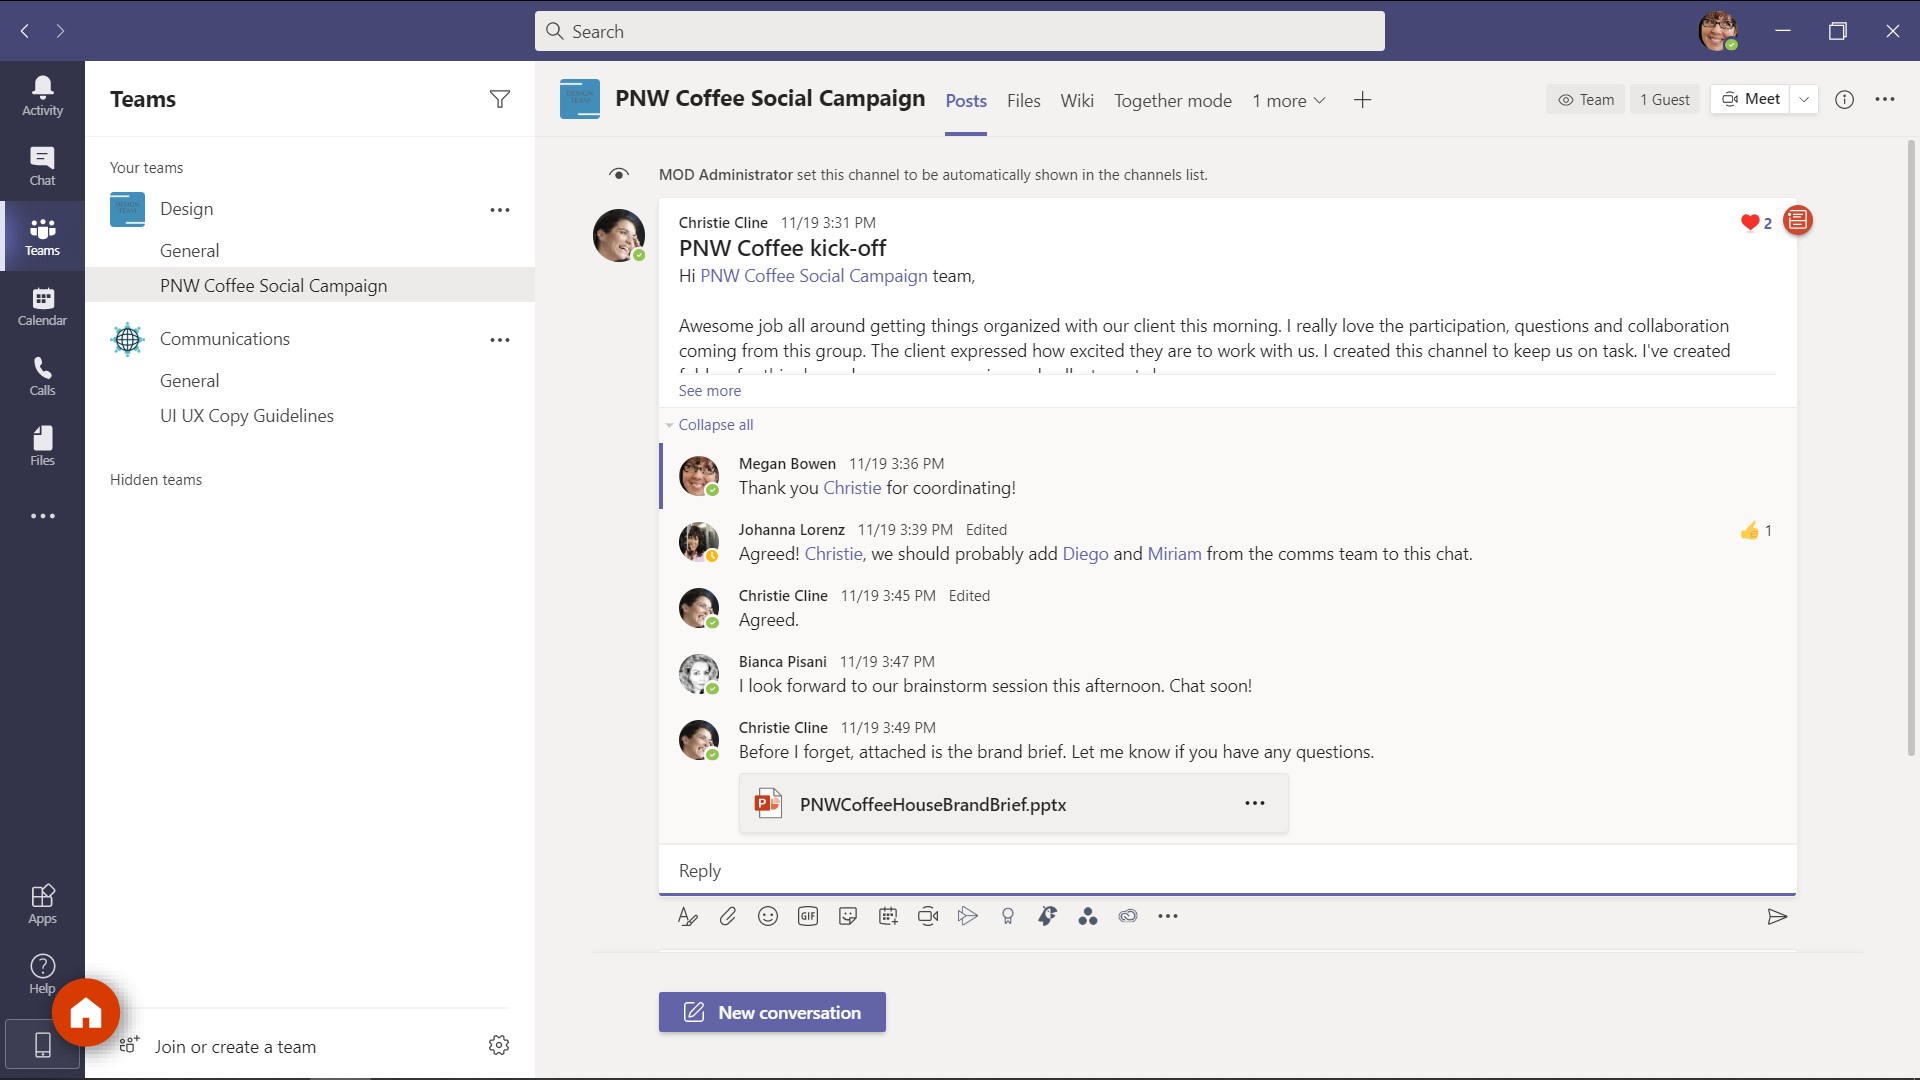 Search
Activity
Chat
Teams
Calendar
Calls
Files
Apps
Help
Teams
Your teams
Design
General
PNW Coffee Social Campaign
Communications
General
UI UX Copy Guidelines
Hidden teams
Join or create a team
DESIGN TEAM
PNW Coffee Social Campaign
Posts Files Wiki Together mode 1 more
Team 1 Guest Meet
MOD Administrator set this channel to be automatically shown in the channels list.
Christie Cline 11/19 3:31 PM 2
PNW Coffee kick-off
Hi PNW Coffee Social Campaign team,
Awesome job all around getting things organized with our client this morning. I really love the participation, questions and collaboration
coming from this group. The client expressed how excited they are to work with us. I created this channel to keep us on task. I've created
See more
Collapse all
Megan Bowen 11/19 3:36 PM
Thank you Christie for coordinating!
Johanna Lorenz 11/19 3:39 PM Edited 1
Agreed! Christie, we should probably add Diego and Miriam from the comms team to this chat.
Christie Cline 11/19 3:45 PM Edited
Agreed.
Bianca Pisani 11/19 3:47 PM
I look forward to our brainstorm session this afternoon. Chat soon!
Christie Cline 11/19 3:49 PM
Before I forget, attached is the brand brief. Let me know if you have any questions.
PNWCoffeeHouseBrandBrief.pptx
Reply
GIF
New conversation